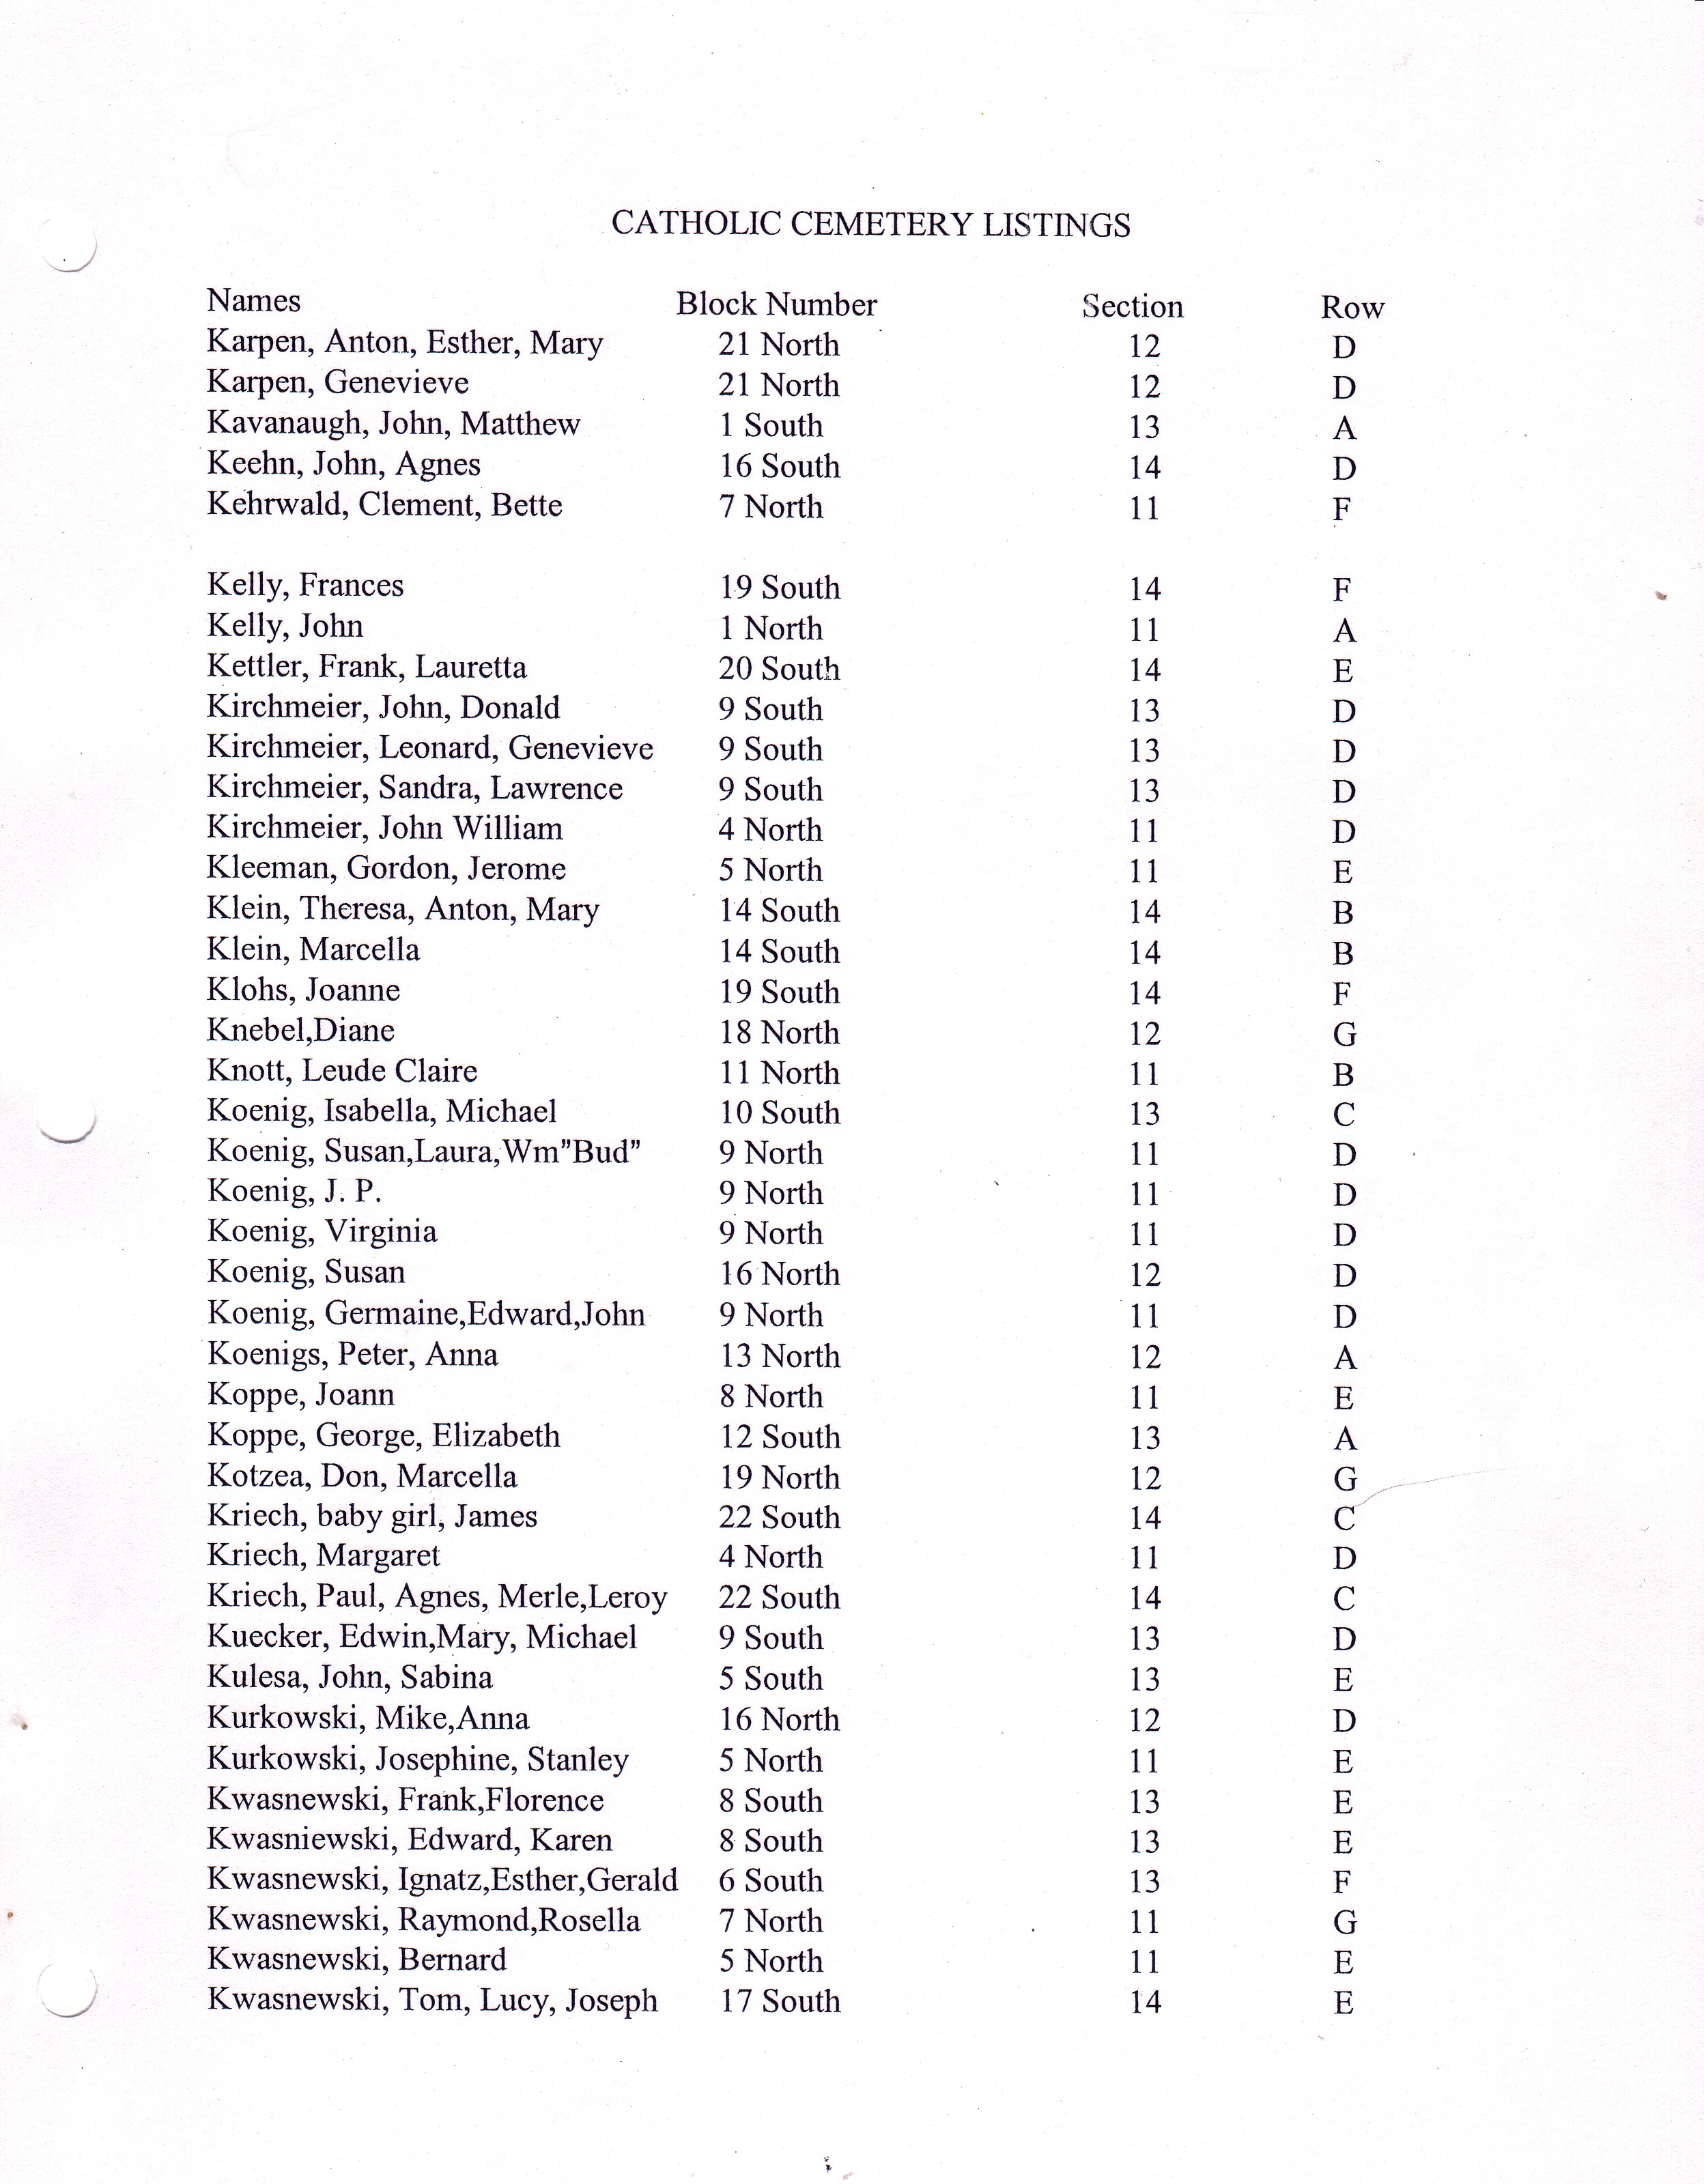 CATHOLIC CEMETERY LISTINGS
Names Block Number Section Row
Karpen, Anton, Esther, Mary 21 North 12 D
Karpen, Genevieve 21 North 12 D
Kavanaugh, John, Matthew 1 South 13 A
Keehn, John, Agnes 16 South 14 D
Kehrwald, Clement, Bette 7 North 11 F
Kelly, Frances 19 South 14 F
Kelly, John 1 North 11 A
Kettler, Frank, Lauretta 20 South 14 E
Kirchmeier, John, Donald 9 South 13 D
Kirchmeier, Leonard, Genevieve 9 South 13 D
Kirchmeier, Sandra, Lawrence 9 South 13 D
Kirchmeier, John William 4 North 11 D
Kleeman, Gordon, Jerome 5 North 11 E
Klein, Theresa, Anton, Mary 14 South 14 B
Klein, Marcella 14 South 14 B
Klohs, Joanne 19 South 14 F
Knebel,Diane 18 North 12 G
Knott, Leude Claire 11 North 11 B
Koenig, Isabella, Michael 10 South 13 C
Koenig, Susan,Laura,Wm"Bud" 9 North 11 D
Koenig, J. P. 9 North 11 D
Koenig, Virginia 9 North 11 D
Koenig, Susan 16 North 12 D
Koenig, Germaine,Edward,John 9 North 11 D
Koenigs, Peter, Anna 13 North 12 A
Koppe, Joann 8 North 11 E
Koppe, George, Elizabeth 12 South 13 A
Kotzea, Don, Marcella 19 North 12 G
Kriech, baby girl, James 22 South 14 C
Kriech, Margaret 4 North 11 D
Kriech, Paul, Agnes, Merle,Leroy 22 South 14 C
Kuecker, Edwin,Mary, Michael 9 South 13 D
Kulesa, John, Sabina 5 South 13 E
Kurkowski, Mike,Anna 16 North 12 D
Kurkowski, Josephine, Stanley 5 North 11 E
Kwasnewski, Frank,Florence 8 South 13 E
Kwasniewski, Edward, Karen 8 South 13 E
Kwasnewski, Ignatz,Esther,Gerald 6 South 13 F
Kwasnewski, Raymond,Rosella 7 North 11 G
Kwasnewski, Bernard 5 North 11 E
Kwasnewski, Tom, Lucy, Joseph 17 South 14 E